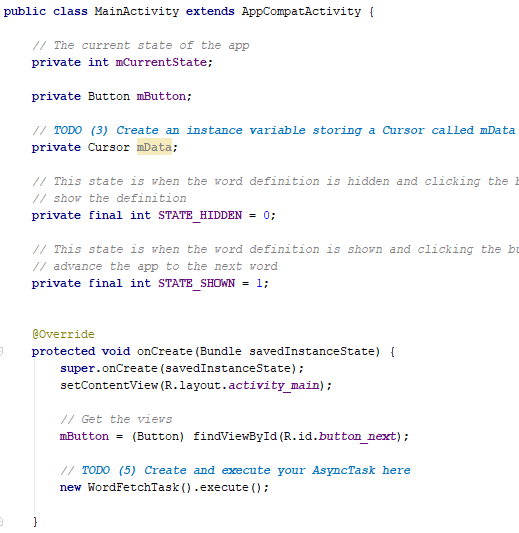 public class MainActivity extends AppCompatActivity {
// The current state of the app
private int mCurrentState;
private Button mButton;
// TODO (3) Create an instance variable storing a Cursor called mData
private Cursor mData;
// This state is when the word definition is hidden and clicking the
// show the definition
private final int STATE_HIDDEN = 0;
// This state is when the word definition is shown and clicking the
// advance the app to the next word
private final int STATE_SHOWN = 1;
@Override
protected void onCreate(Bundle savedInstanceState) {
super.onCreate(savedInstanceState);
setContentView(R.layout.activity_main);
// Get the views
mButton = (Button) findViewById(R.id.button_next);
// TODO (5) Create and execute your AsyncTask here
new WordFetchTask().execute();
}